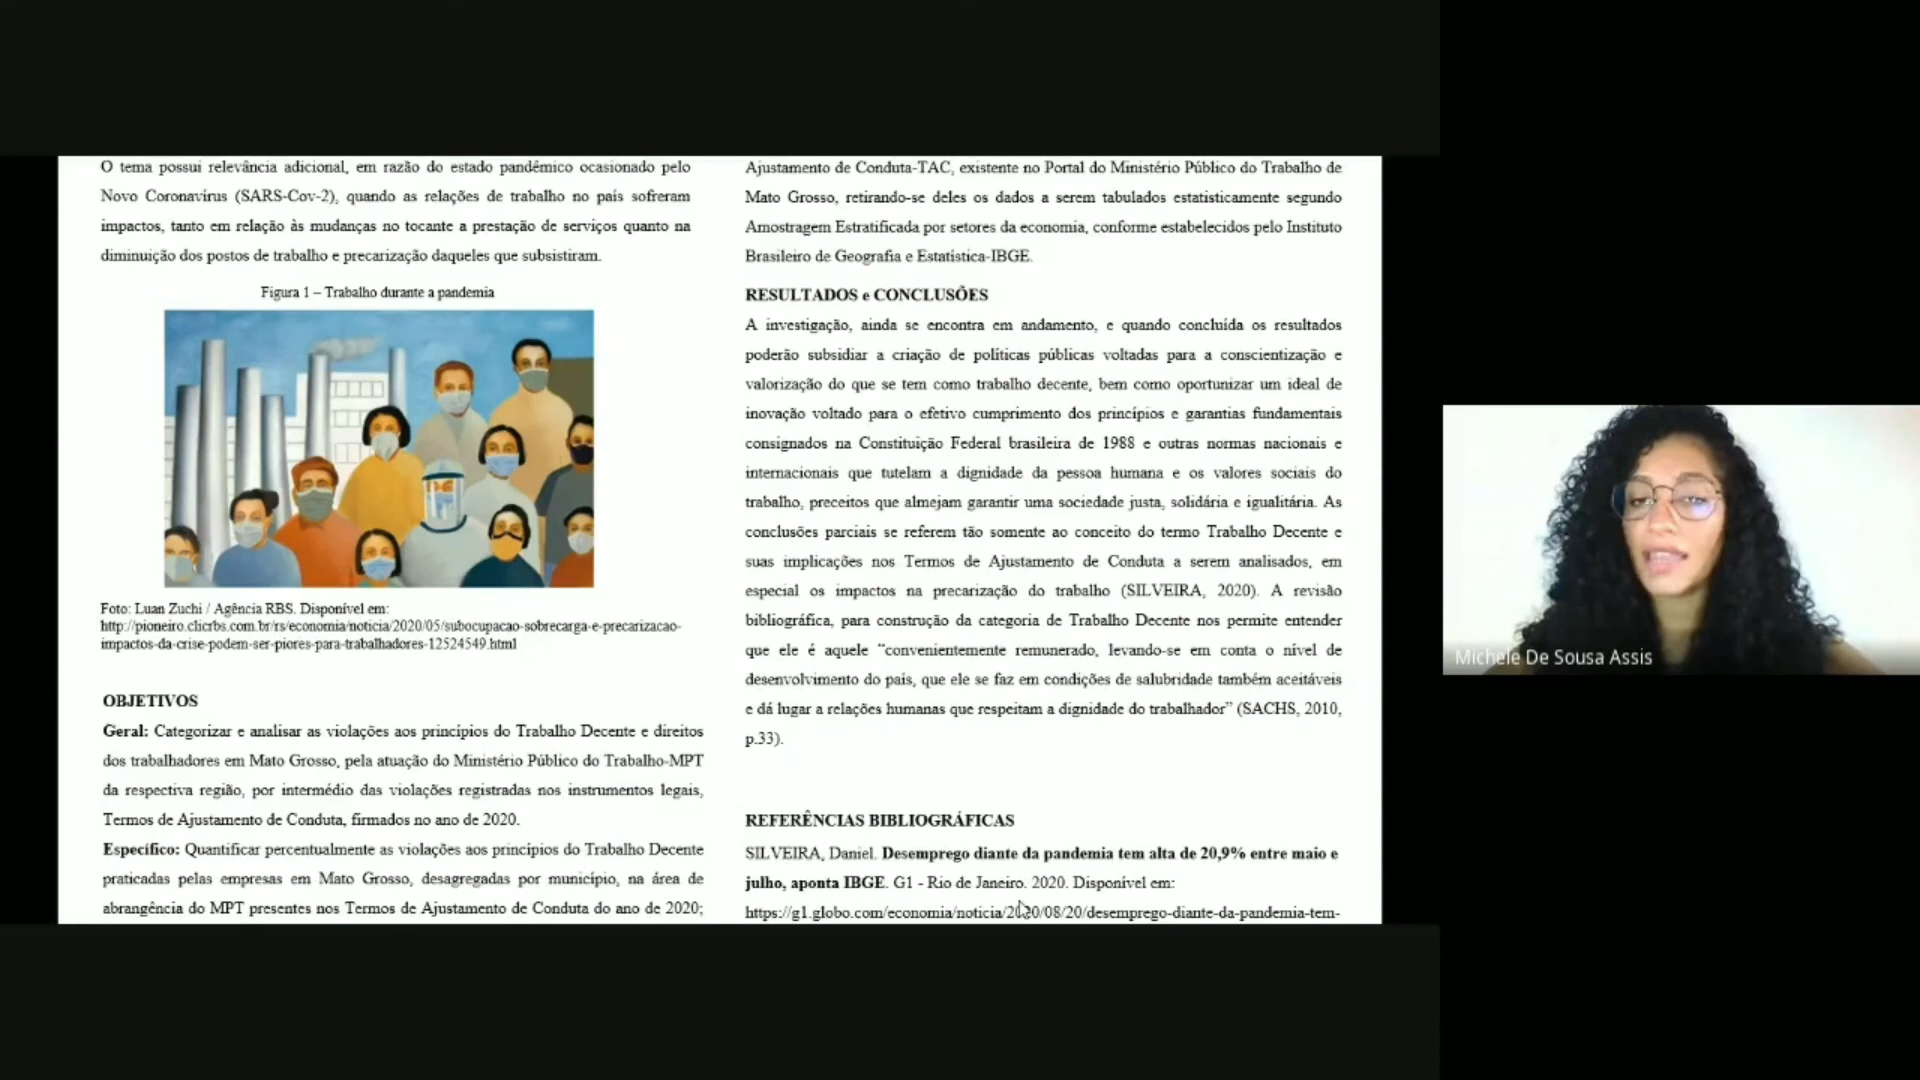 O tema possui relevância adicional, em razão do estado pandêmico ocasionado pelo
Novo Coronavírus (SARS-Cov-2), quando as relações de trabalho no país sofreram
impactos, tanto em relação às mudanças no tocante a prestação de serviços quanto na
diminuição dos postos de trabalho e precarização daqueles que subsistiram.
Figura 1 – Trabalho durante a pandemia
Foto: Luan Zuchi / Agência RBS. Disponível em:
http://pioneiro.clicrbs.com.br/rs/economia/noticia/2020/05/subocupacao-sobrecarga-e-precarizacao-
impactos-da-crise-podem-ser-piores-para-trabalhadores-12524549.html
OBJETIVOS
Geral: Categorizar e analisar as violações aos princípios do Trabalho Decente e direitos
dos trabalhadores em Mato Grosso, pela atuação do Ministério Público do Trabalho-MPT
da respectiva região, por intermédio das violações registradas nos instrumentos legais,
Termos de Ajustamento de Conduta, firmados no ano de 2020.
Específico: Quantificar percentualmente as violações aos princípios do Trabalho Decente
praticadas pelas empresas em Mato Grosso, desagregadas por município, na área de
abrangência do MPT presentes nos Termos de Ajustamento de Conduta do ano de 2020;
Ajustamento de Conduta-TAC, existente no Portal do Ministério Público do Trabalho de
Mato Grosso, retirando-se deles os dados a serem tabulados estatisticamente segundo
Amostragem Estratificada por setores da economia, conforme estabelecidos pelo Instituto
Brasileiro de Geografia e Estatística-IBGE.
RESULTADOS e CONCLUSÕES
A investigação, ainda se encontra em andamento, e quando concluída os resultados
poderão subsidiar a criação de políticas públicas voltadas para a conscientização e
valorização do que se tem como trabalho decente, bem como oportunizar um ideal de
inovação voltado para o efetivo cumprimento dos princípios e garantias fundamentais
consignados na Constituição Federal brasileira de 1988 e outras normas nacionais e
internacionais que tutelam a dignidade da pessoa humana e os valores sociais do
trabalho, preceitos que almejam garantir uma sociedade justa, solidária e igualitária. As
conclusões parciais se referem tão somente ao conceito do termo Trabalho Decente e
suas implicações nos Termos de Ajustamento de Conduta a serem analisados, em
especial os impactos na precarização do trabalho (SILVEIRA, 2020). A revisão
bibliográfica, para construção da categoria de Trabalho Decente nos permite entender
que ele é aquele “convenientemente remunerado, levando-se em conta o nível de
desenvolvimento do país, que ele se faz em condições de salubridade também aceitáveis
e dá lugar a relações humanas que respeitam a dignidade do trabalhador” (SACHS, 2010,
p.33).
REFERÊNCIAS BIBLIOGRÁFICAS
SILVEIRA, Daniel. Desemprego diante da pandemia tem alta de 20,9% entre maio e
julho, aponta IBGE. G1 - Rio de Janeiro. 2020. Disponível em:
https://g1.globo.com/economia/noticia/2020/08/20/desemprego-diante-da-pandemia-tem-
Michele De Sousa Assis